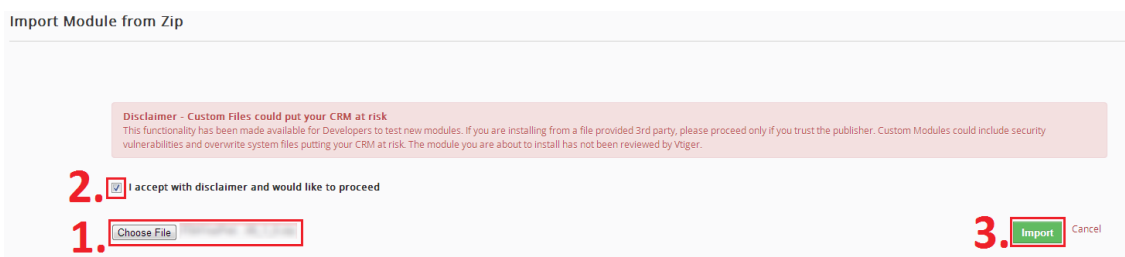 Import Module from Zip
Disclaimer - Custom Files could put your CRM at risk
This functionality has been made available for Developers to test new modules. If you are installing from a file provided 3rd party, please proceed only if you trust the publisher. Custom Modules could include security
vulnerabilities and overwrite system files putting your CRM at risk. The module you are about to install has not been reviewed by Vtiger.
2. I accept with disclaimer and would like to proceed
1. Choose File
3. Import Cancel